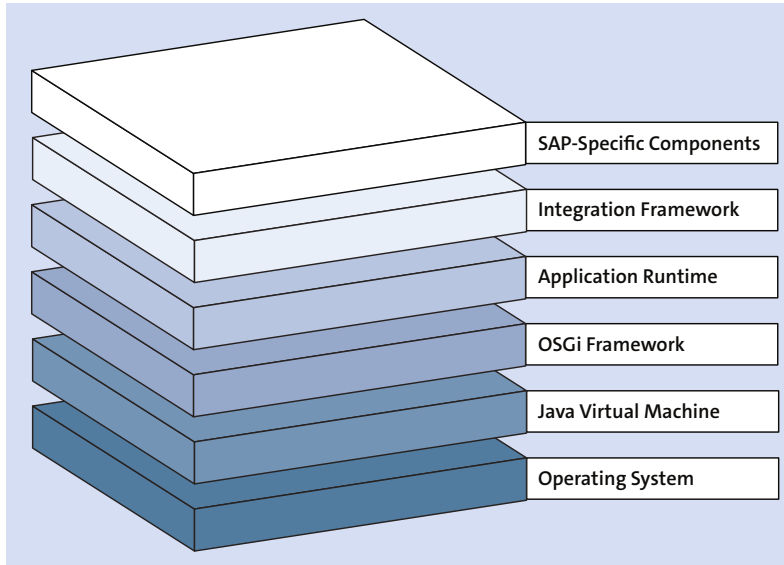 SAP-Specific Components
Integration Framework
Application Runtime
OSGi Framework
Java Virtual Machine
Operating System